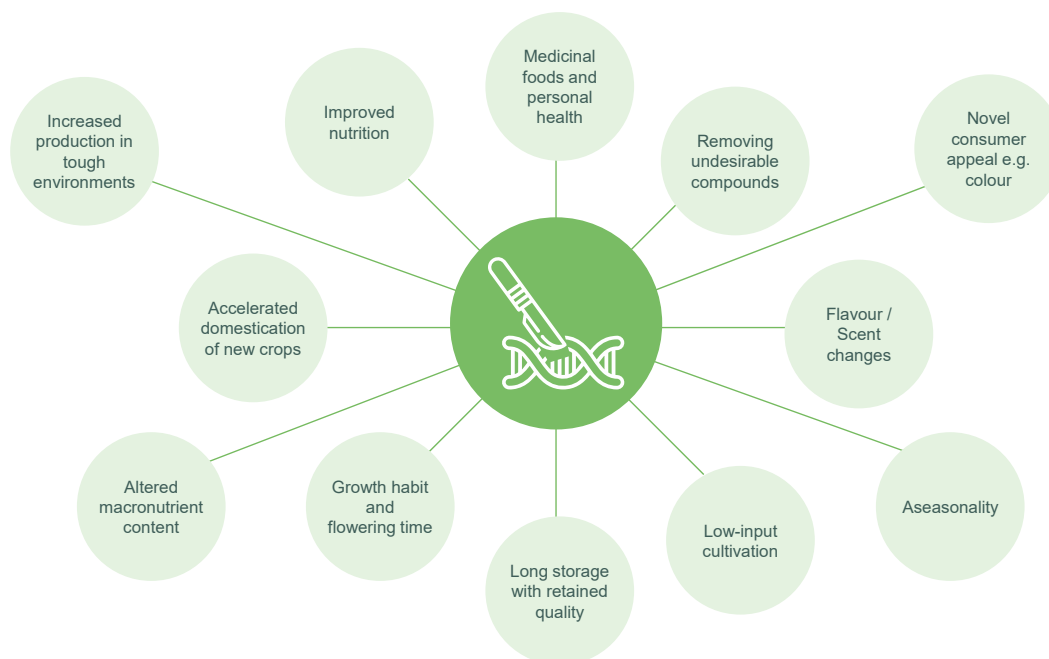 Medicinal
foods and
personal
health
Improved
nutrition
Increased
production in
tough
environments
Removing
undesirable
compounds
Novel
consumer
appeal e.g.
colour
Accelerated
domestication
of new crops
Flavour /
Scent
changes
Altered
macronutrient
content
Growth habit
and
flowering time
Long storage
with retained
quality
Low-input
cultivation
Aseasonality